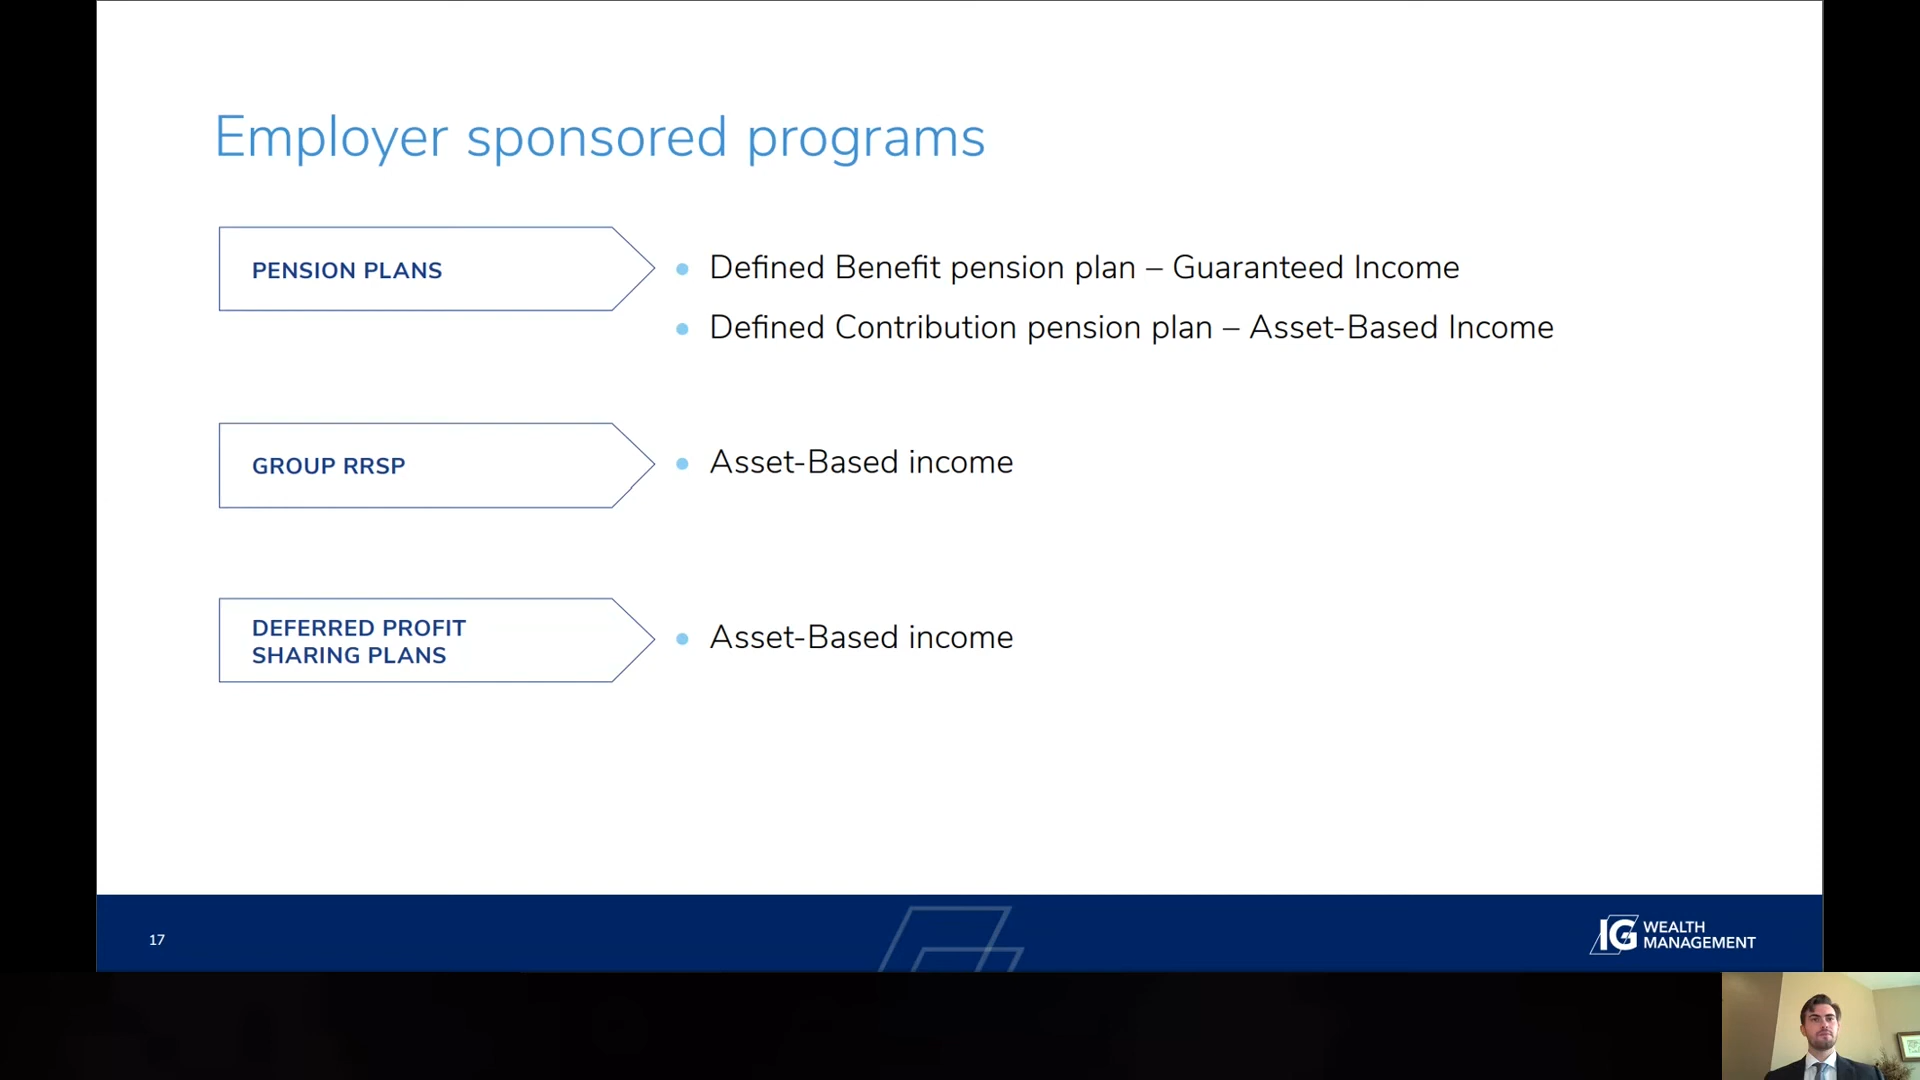 Employer sponsored programs
PENSION PLANS
• Defined Benefit pension plan – Guaranteed Income
• Defined Contribution pension plan – Asset-Based Income
GROUP RRSP
• Asset-Based income
DEFERRED PROFIT
SHARING PLANS
• Asset-Based income
17
IG WEALTH
MANAGEMENT